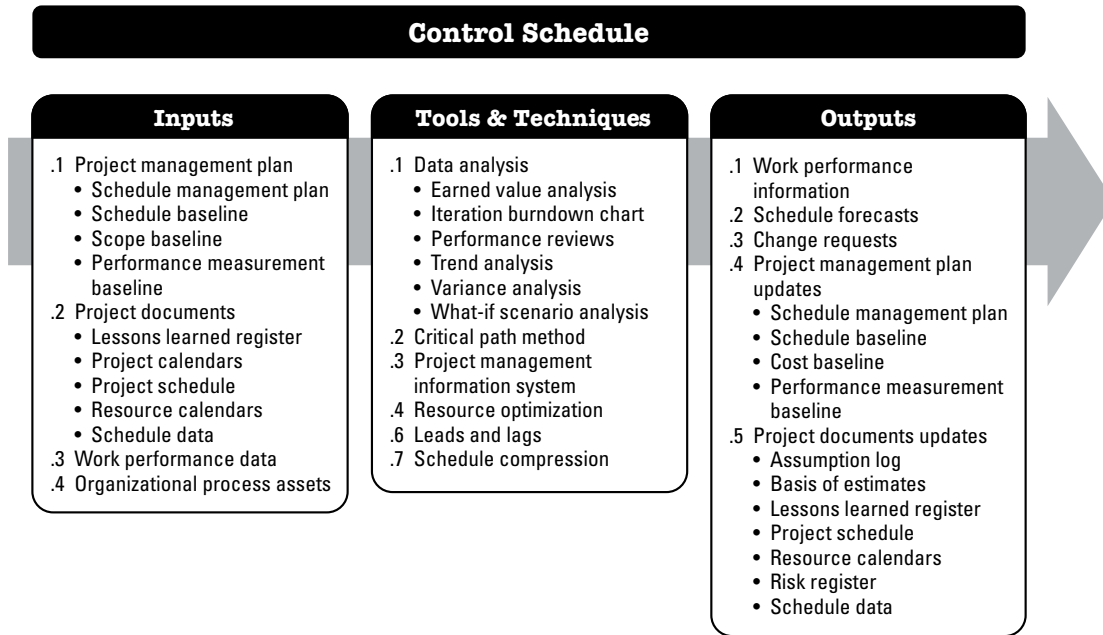 Control Schedule
Inputs
.1 Project management plan
• Schedule management plan
• Schedule baseline
• Scope baseline
• Performance measurement
baseline
.2 Project documents
• Lessons learned register
• Project calendars
• Project schedule
• Resource calendars
• Schedule data
.3 Work performance data
.4 Organizational process assets
Tools & Techniques
.1 Data analysis
• Earned value analysis
• Iteration burndown chart
• Performance reviews
• Trend analysis
• Variance analysis
• What-if scenario analysis
.2 Critical path method
.3 Project management
information system
.4 Resource optimization
.6 Leads and lags
.7 Schedule compression
Outputs
.1 Work performance
information
.2 Schedule forecasts
.3 Change requests
.4 Project management plan
updates
• Schedule management plan
• Schedule baseline
• Cost baseline
• Performance measurement
baseline
.5 Project documents updates
• Assumption log
• Basis of estimates
• Lessons learned register
• Project schedule
• Resource calendars
• Risk register
• Schedule data